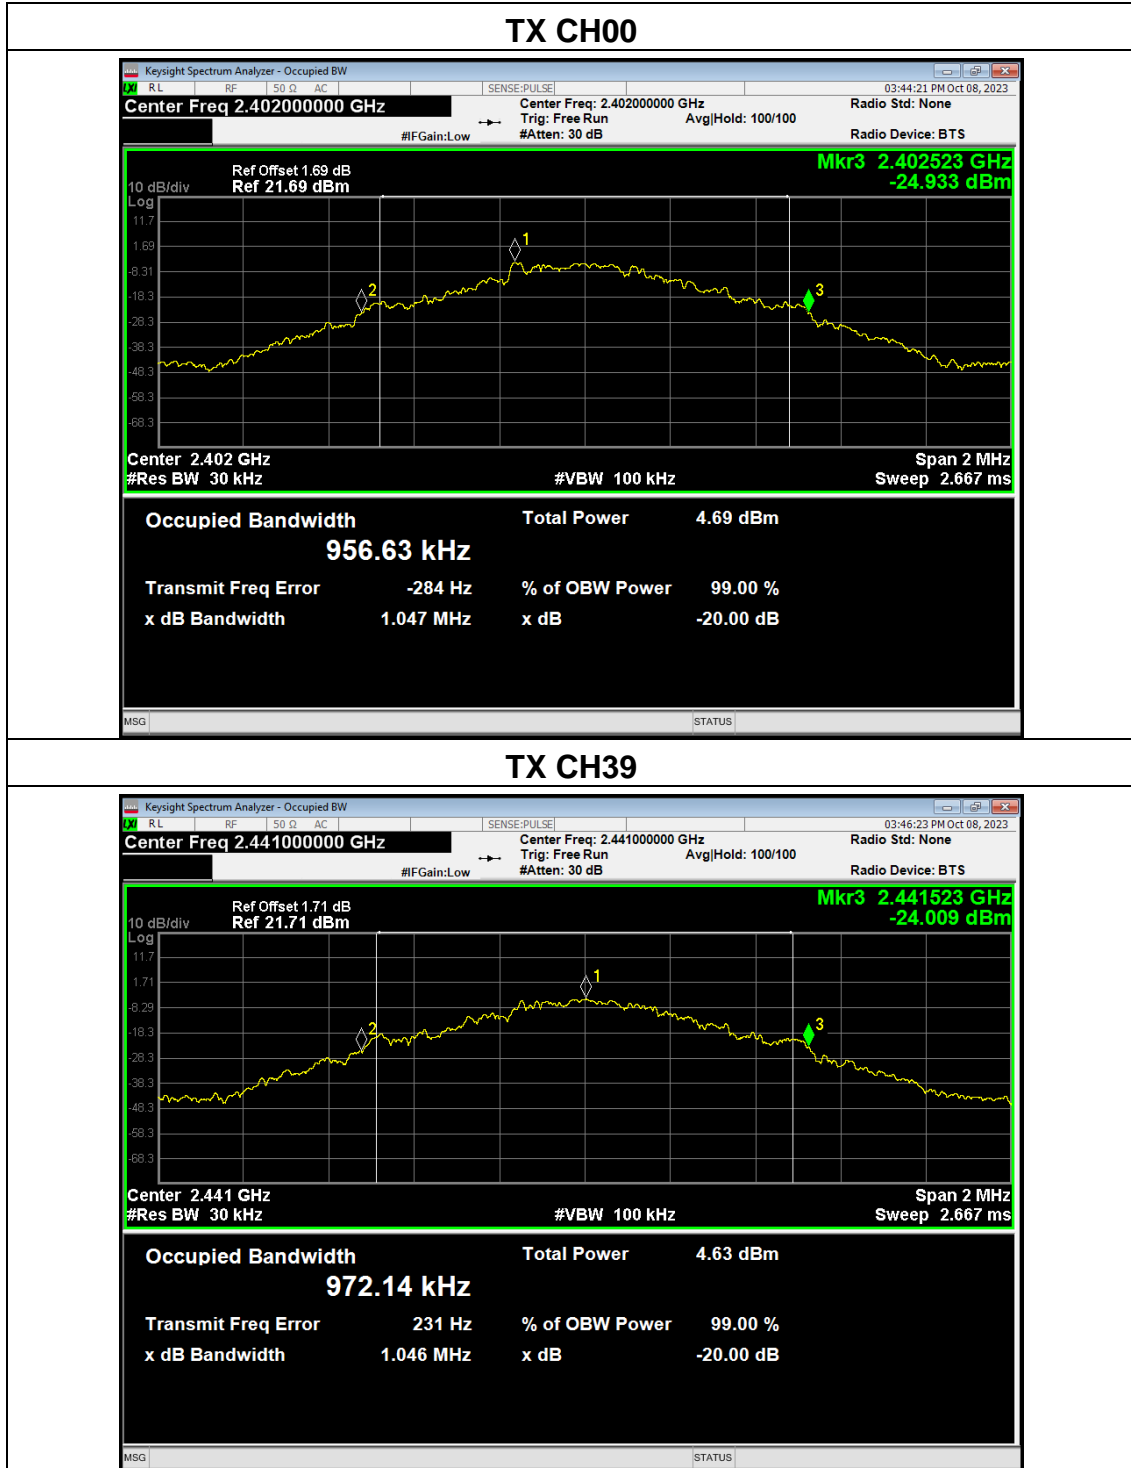 TX CH00
Keysight Spectrum Analyzer - Occupied BW
LXI RL RF 50 Ω AC SENSE:PULSE 03:44:21 PM Oct 08, 2023
Center Freq 2.402000000 GHz Center Freq: 2.402000000 GHz Radio Std: None
Trig: Free Run Avg|Hold: 100/100
#IFGain:Low #Atten: 30 dB Radio Device: BTS
Mkr3 2.402523 GHz
Ref Offset 1.69 dB
10 dB/div Ref 21.69 dBm -24.933 dBm
Log
11.7
1.69
-8.31
-18.3
-28.3
-38.3
-48.3
-58.3
-68.3
1
2
3
Center 2.402 GHz Span 2 MHz
#Res BW 30 kHz #VBW 100 kHz Sweep 2.667 ms
Occupied Bandwidth Total Power 4.69 dBm
956.63 kHz
Transmit Freq Error -284 Hz % of OBW Power 99.00 %
x dB Bandwidth 1.047 MHz x dB -20.00 dB
MSG STATUS
TX CH39
Keysight Spectrum Analyzer - Occupied BW
LXI RL RF 50 Ω AC SENSE:PULSE 03:46:23 PM Oct 08, 2023
Center Freq 2.441000000 GHz Center Freq: 2.441000000 GHz Radio Std: None
Trig: Free Run Avg|Hold: 100/100
#IFGain:Low #Atten: 30 dB Radio Device: BTS
Mkr3 2.441523 GHz
Ref Offset 1.71 dB
10 dB/div Ref 21.71 dBm -24.009 dBm
Log
11.7
1.71
-8.29
-18.3
-28.3
-38.3
-48.3
-58.3
-68.3
1
2
3
Center 2.441 GHz Span 2 MHz
#Res BW 30 kHz #VBW 100 kHz Sweep 2.667 ms
Occupied Bandwidth Total Power 4.63 dBm
972.14 kHz
Transmit Freq Error 231 Hz % of OBW Power 99.00 %
x dB Bandwidth 1.046 MHz x dB -20.00 dB
MSG STATUS